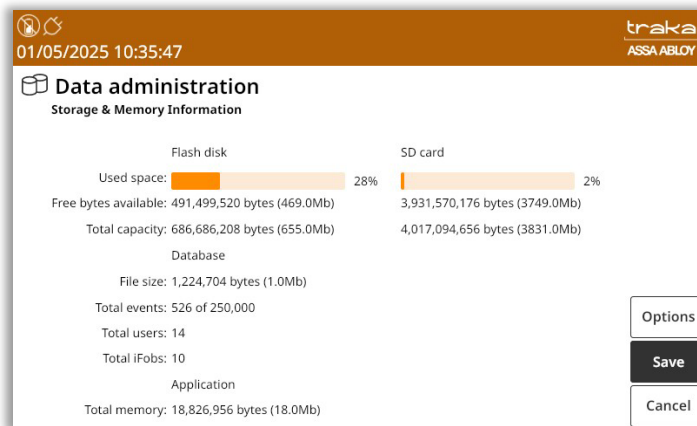 traka
01/05/2025 10:35:47
ASSA ABLOY
Data administration
Storage & Memory Information
Flash disk SD card
Used space: 28% 2%
Free bytes available: 491,499,520 bytes (469.0Mb) 3,931,570,176 bytes (3749.0Mb)
Total capacity: 686,686,208 bytes (655.0Mb) 4,017,094,656 bytes (3831.0Mb)
Database
File size: 1,224,704 bytes (1.0Mb)
Total events: 526 of 250,000
Total users: 14
Total iFobs: 10
Application
Total memory: 18,826,956 bytes (18.0Mb)
Options
Save
Cancel